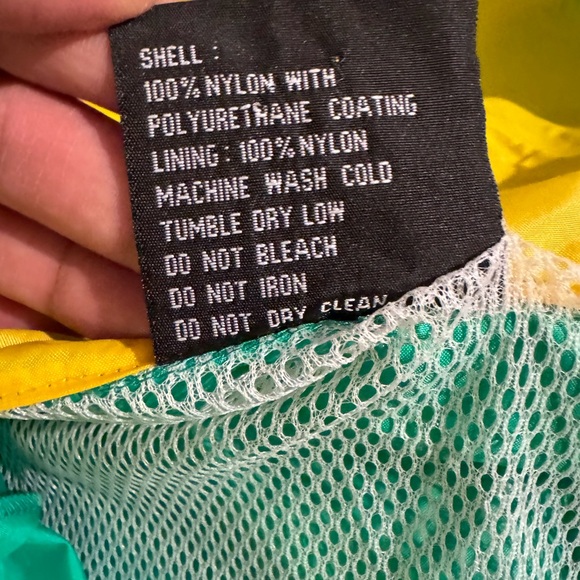 SHELL :
100% NYLON WITH
POLYURETHANE COATING
LINING : 100% NYLON
MACHINE WASH COLD
TUMBLE DRY LOW
DO NOT BLEACH
DO NOT IRON
DO NOT DRY CLEAN